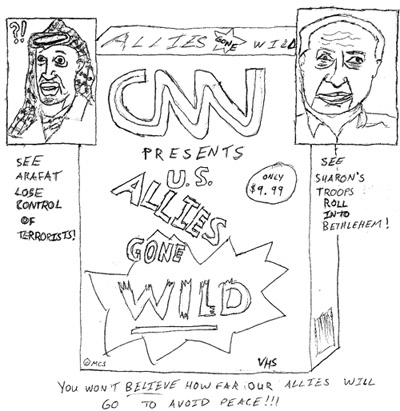 ?!
ALLIES GONE WILD
CNN
PRESENTS
U.S.
ALLIES
GONE
WILD
ONLY
$9.99
SEE
ARAFAT
LOSE
CONTROL
OF
TERRORISTS!
SEE
SHARON'S
TROOPS
ROLL
INTO
BETHLEHEM!
©MCS
VHS
YOU WON'T BELIEVE HOW FAR OUR ALLIES WILL
GO TO AVOID PEACE!!!